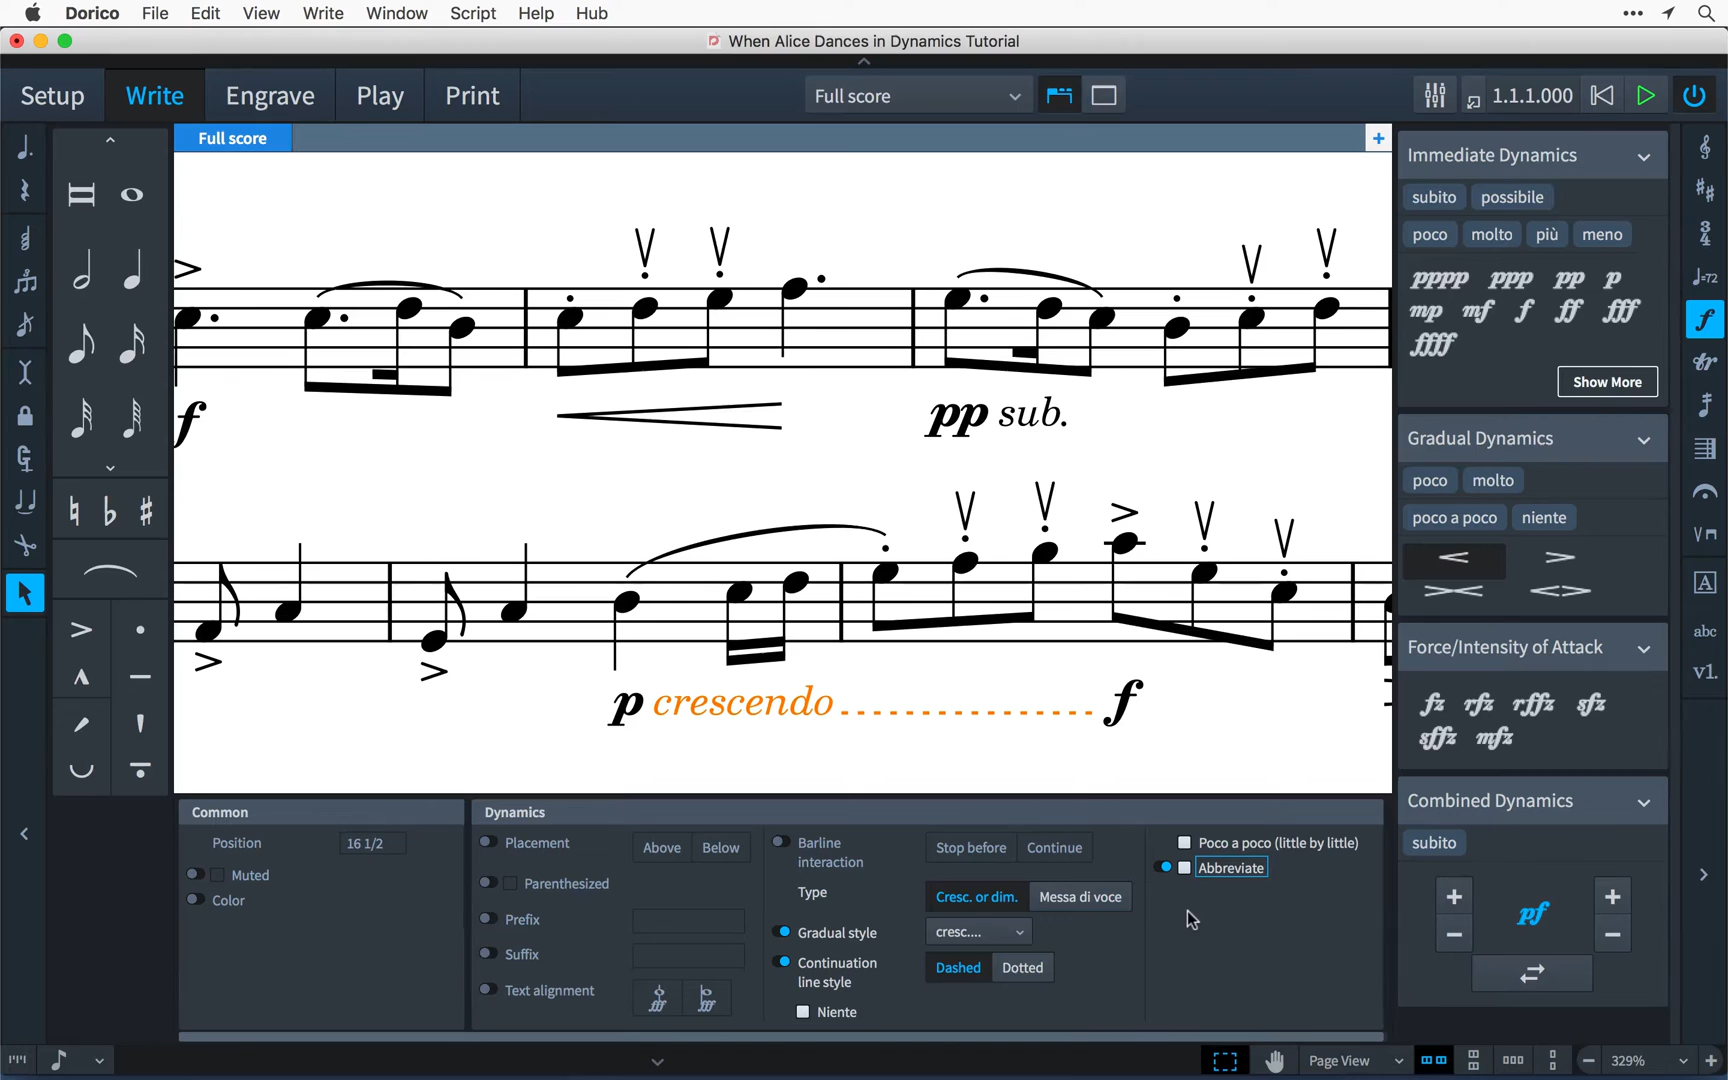 Dorico File Edit View Write Window Script Help Hub
When Alice Dances in Dynamics Tutorial
Setup Write Engrave Play Print Full score 1.1.1.000
Full score +
f
pp sub.
p crescendo f
Immediate Dynamics
subito possibile
poco molto più meno
pppp ppp pp p
mp mf f ff fff
ffff
Show More
Gradual Dynamics
poco molto
poco a poco niente
Force/Intensity of Attack
fz rfz rffz sfz
sffz mfz
Combined Dynamics
subito
+ pf +
− −
3/4
♩=72
f
tr
A
abc
v1.
Common
Position 16 1/2
Muted
Color
Dynamics
Placement Above Below
Parenthesized
Prefix
Suffix
Text alignment fff fff
Barline interaction Stop before Continue
Type Cresc. or dim. Messa di voce
Gradual style cresc....
Continuation line style Dashed Dotted
Niente
Poco a poco (little by little)
Abbreviate
Page View 329%